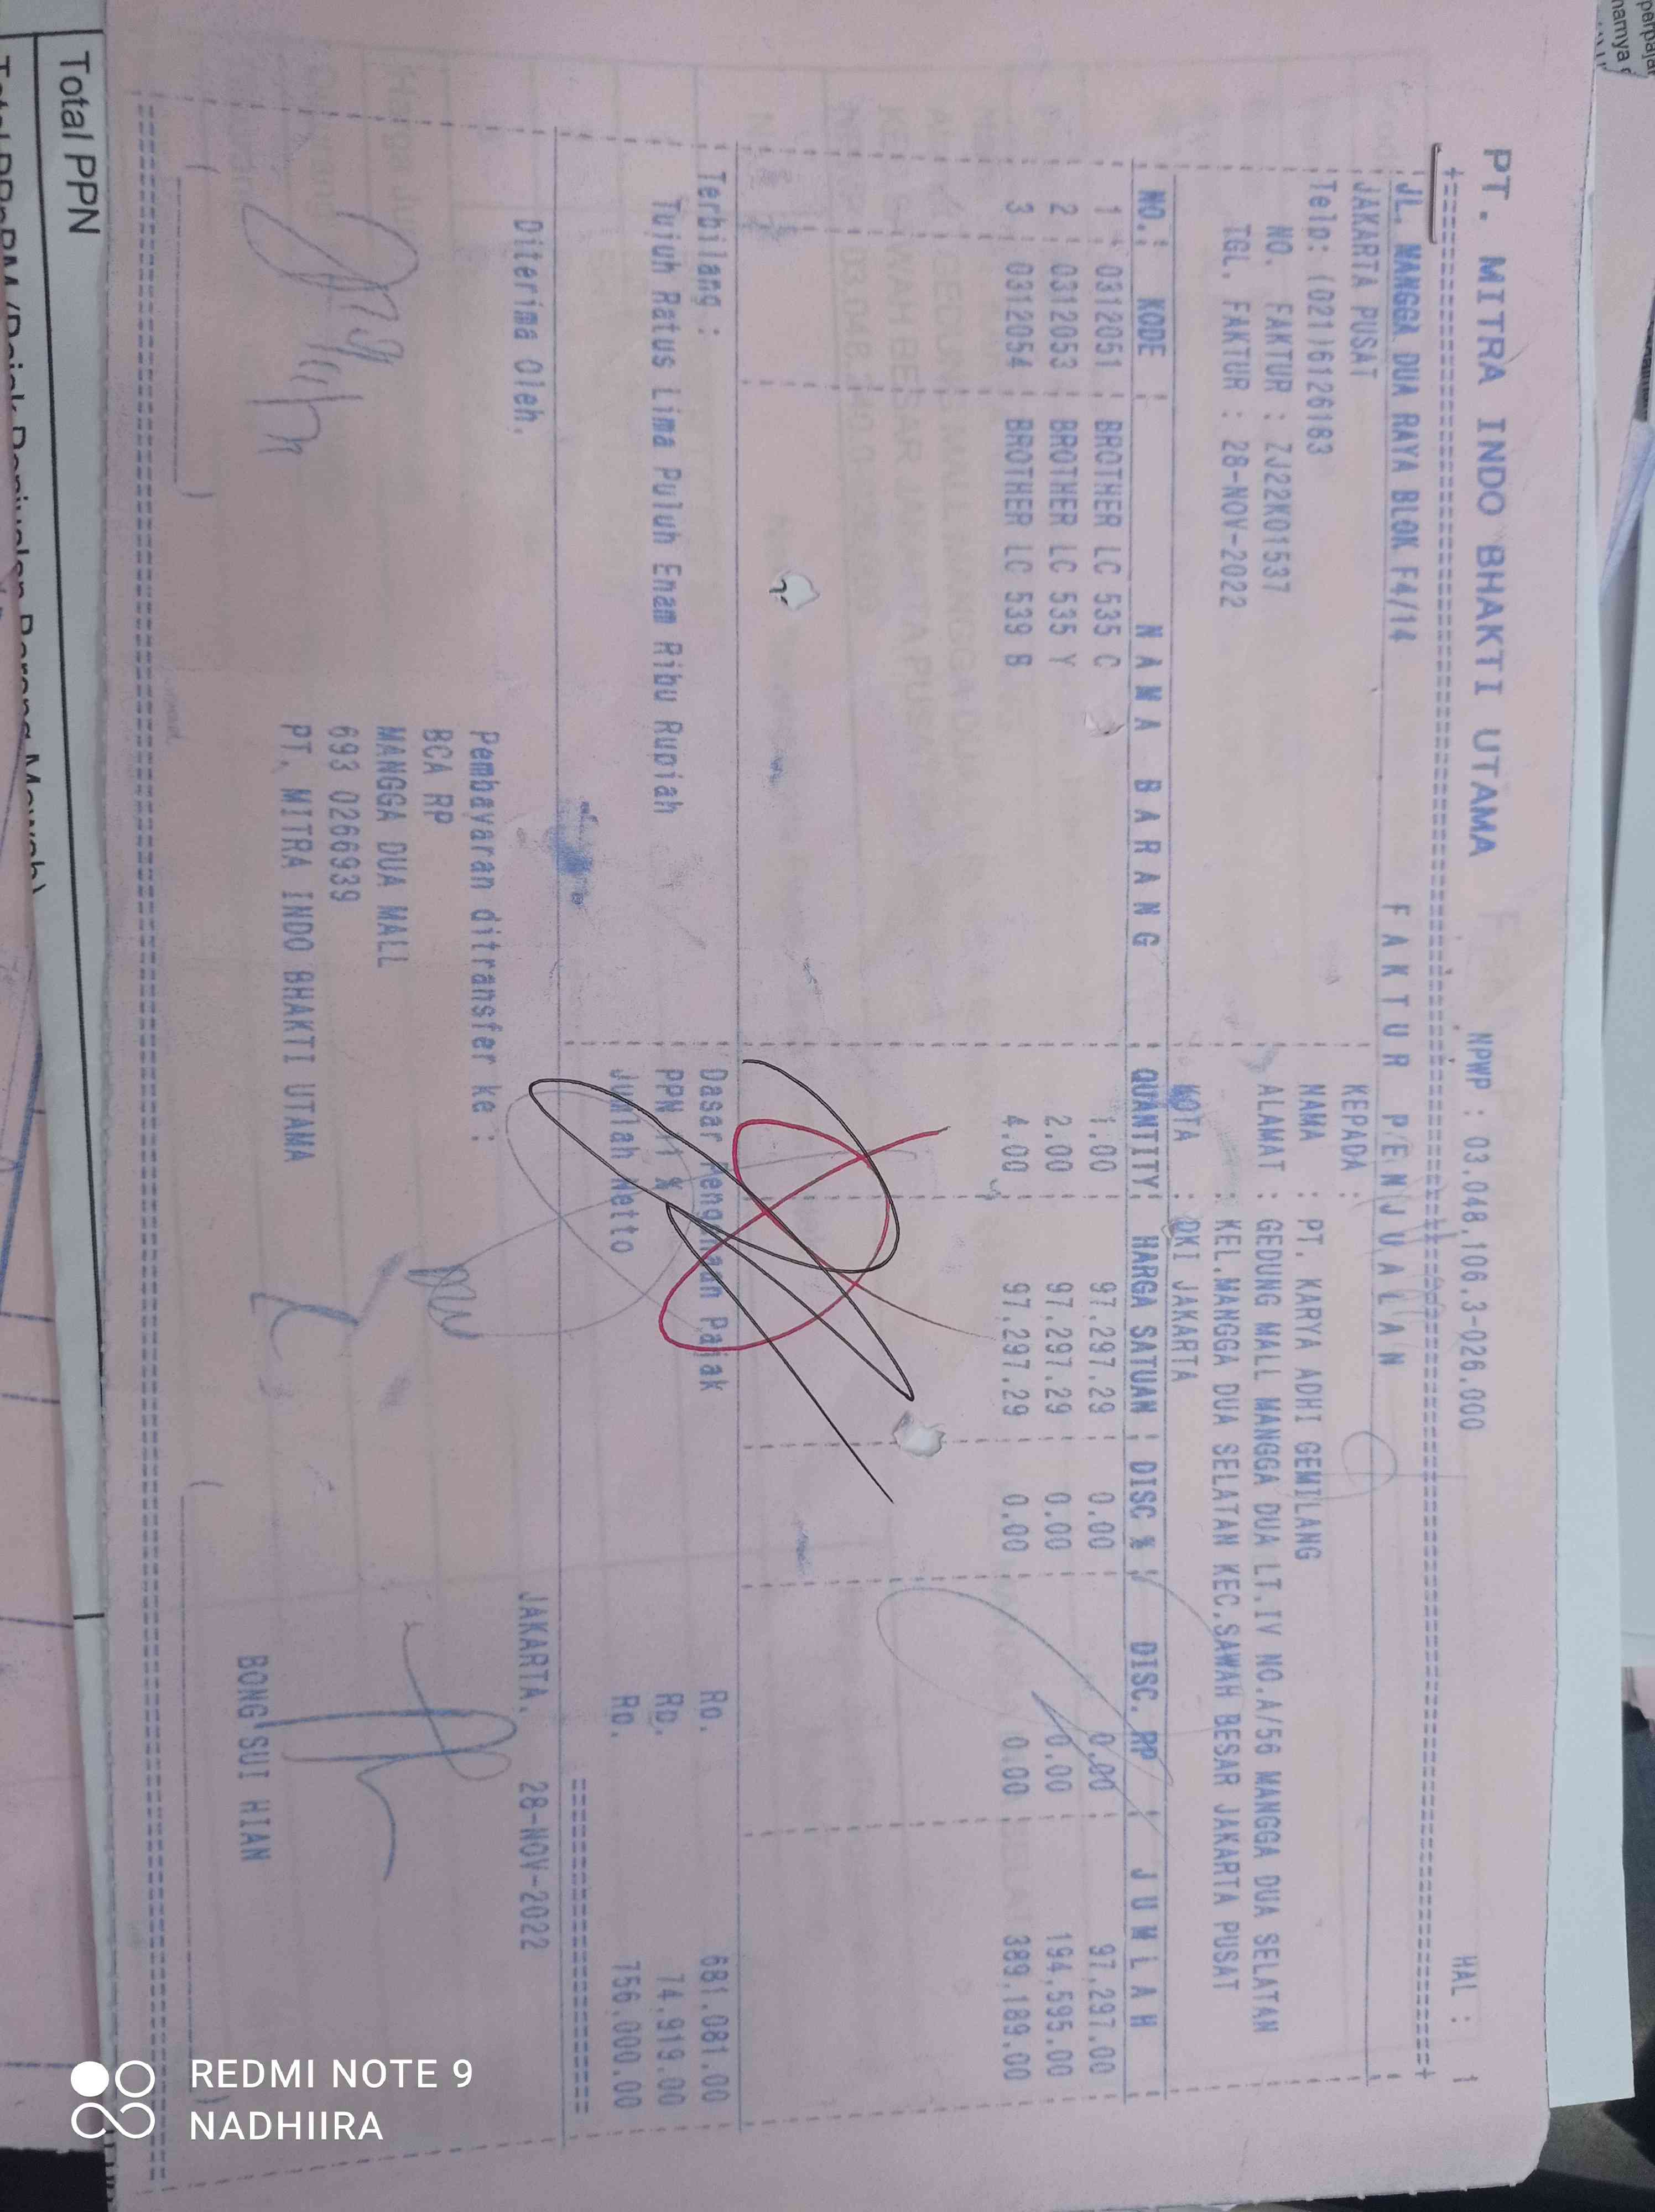 PT. MITRA INDO BHAKTI UTAMA NPWP : 03.048.106.3-026.000 HAL : 1
JL. MANGGA DUA RAYA BLOK F4/14 FAKTUR PENJUALAN
JAKARTA PUSAT KEPADA :
Telp: (021)6126183 NAMA : PT. KARYA ADHI GEMILANG
NO. FAKTUR : ZJ22K01537 ALAMAT : GEDUNG MALL MANGGA DUA LT.IV NO.A/56 MANGGA DUA SELATAN
TGL. FAKTUR : 28-NOV-2022 : KEL.MANGGA DUA SELATAN KEC.SAWAH BESAR JAKARTA PUSAT
KOTA : DKI JAKARTA
NO. KODE NAMA BARANG QUANTITY HARGA SATUAN DISC % DISC. RP JUMLAH
1 0312051 BROTHER LC 535 C 1.00 97.297.29 0.00 0.00 97.297.00
2 0312053 BROTHER LC 535 Y 2.00 97.297.29 0.00 0.00 194.595.00
3 0312054 BROTHER LC 539 B 4.00 97.297.29 0.00 0.00 389.189.00
Terbilang : Dasar Pengenaan Pajak Rp. 681.081.00
Tujuh Ratus Lima Puluh Enam Ribu Rupiah PPN 11 % Rp. 74.919.00
Jumlah Netto Rp. 756.000.00
Diterima Oleh. JAKARTA. 28-NOV-2022
Pembayaran ditransfer ke :
BCA RP
MANGGA DUA MALL
693 0266939
PT. MITRA INDO BHAKTI UTAMA
BONG SUI HIAN
Total PPN
REDMI NOTE 9
NADHIIRA